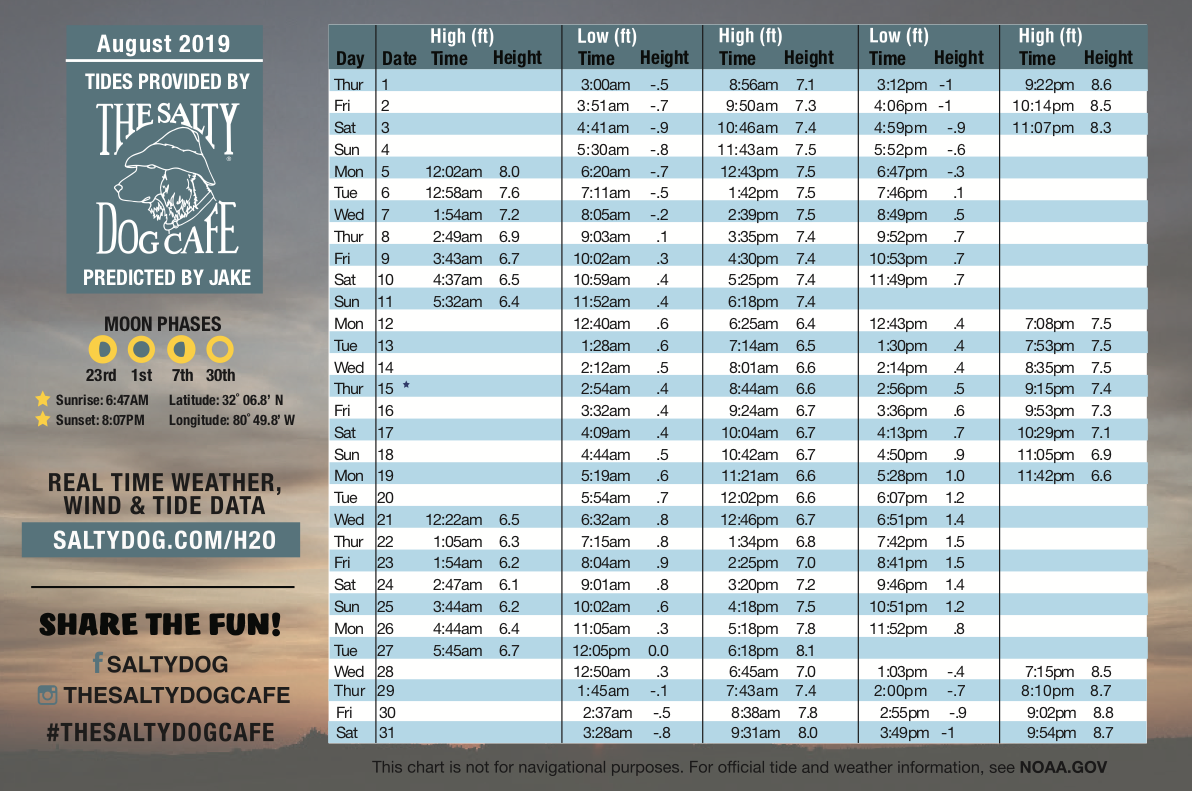 August 2019
TIDES PROVIDED BY
THE SALTY
DOG CAFE
®
PREDICTED BY JAKE
MOON PHASES
23rd 1st 7th 30th
Sunrise: 6:47AM Latitude: 32° 06.8' N
Sunset: 8:07PM Longitude: 80° 49.8' W
REAL TIME WEATHER,
WIND & TIDE DATA
SALTYDOG.COM/H2O
SHARE THE FUN!
SALTYDOG
THESALTYDOGCAFE
#THESALTYDOGCAFE
High (ft) Low (ft) High (ft) Low (ft) High (ft)
Day Date Time Height Time Height Time Height Time Height Time Height
Thur 1 3:00am -.5 8:56am 7.1 3:12pm -1 9:22pm 8.6
Fri 2 3:51am -.7 9:50am 7.3 4:06pm -1 10:14pm 8.5
Sat 3 4:41am -.9 10:46am 7.4 4:59pm -.9 11:07pm 8.3
Sun 4 5:30am -.8 11:43am 7.5 5:52pm -.6
Mon 5 12:02am 8.0 6:20am -.7 12:43pm 7.5 6:47pm -.3
Tue 6 12:58am 7.6 7:11am -.5 1:42pm 7.5 7:46pm .1
Wed 7 1:54am 7.2 8:05am -.2 2:39pm 7.5 8:49pm .5
Thur 8 2:49am 6.9 9:03am .1 3:35pm 7.4 9:52pm .7
Fri 9 3:43am 6.7 10:02am .3 4:30pm 7.4 10:53pm .7
Sat 10 4:37am 6.5 10:59am .4 5:25pm 7.4 11:49pm .7
Sun 11 5:32am 6.4 11:52am .4 6:18pm 7.4
Mon 12 12:40am .6 6:25am 6.4 12:43pm .4 7:08pm 7.5
Tue 13 1:28am .6 7:14am 6.5 1:30pm .4 7:53pm 7.5
Wed 14 2:12am .5 8:01am 6.6 2:14pm .4 8:35pm 7.5
Thur 15 2:54am .4 8:44am 6.6 2:56pm .5 9:15pm 7.4
Fri 16 3:32am .4 9:24am 6.7 3:36pm .6 9:53pm 7.3
Sat 17 4:09am .4 10:04am 6.7 4:13pm .7 10:29pm 7.1
Sun 18 4:44am .5 10:42am 6.7 4:50pm .9 11:05pm 6.9
Mon 19 5:19am .6 11:21am 6.6 5:28pm 1.0 11:42pm 6.6
Tue 20 5:54am .7 12:02pm 6.6 6:07pm 1.2
Wed 21 12:22am 6.5 6:32am .8 12:46pm 6.7 6:51pm 1.4
Thur 22 1:05am 6.3 7:15am .8 1:34pm 6.8 7:42pm 1.5
Fri 23 1:54am 6.2 8:04am .9 2:25pm 7.0 8:41pm 1.5
Sat 24 2:47am 6.1 9:01am .8 3:20pm 7.2 9:46pm 1.4
Sun 25 3:44am 6.2 10:02am .6 4:18pm 7.5 10:51pm 1.2
Mon 26 4:44am 6.4 11:05am .3 5:18pm 7.8 11:52pm .8
Tue 27 5:45am 6.7 12:05pm 0.0 6:18pm 8.1
Wed 28 12:50am .3 6:45am 7.0 1:03pm -.4 7:15pm 8.5
Thur 29 1:45am -.1 7:43am 7.4 2:00pm -.7 8:10pm 8.7
Fri 30 2:37am -.5 8:38am 7.8 2:55pm -.9 9:02pm 8.8
Sat 31 3:28am -.8 9:31am 8.0 3:49pm -1 9:54pm 8.7
This chart is not for navigational purposes. For official tide and weather information, see NOAA.GOV